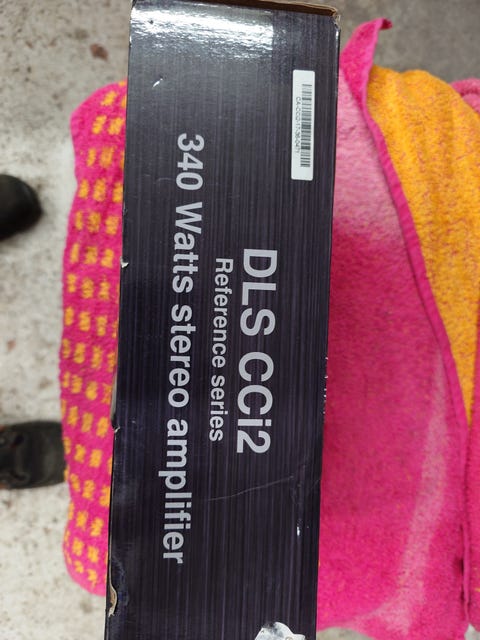 DLS CCi2
Reference series
340 Watts stereo amplifier